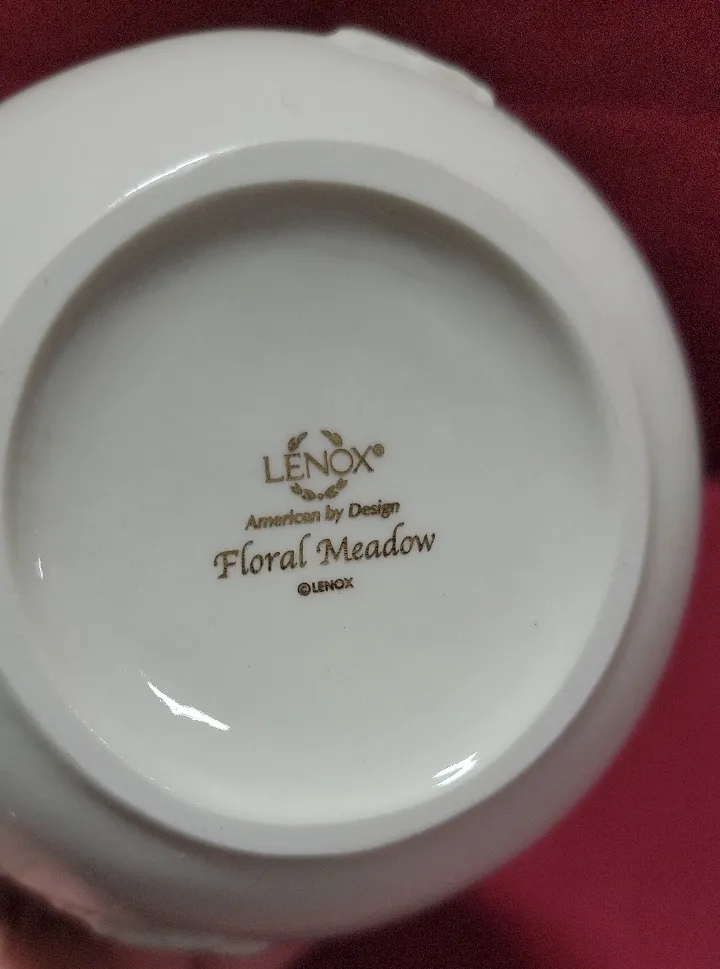 LENOX®
American by Design
Floral Meadow
©LENOX